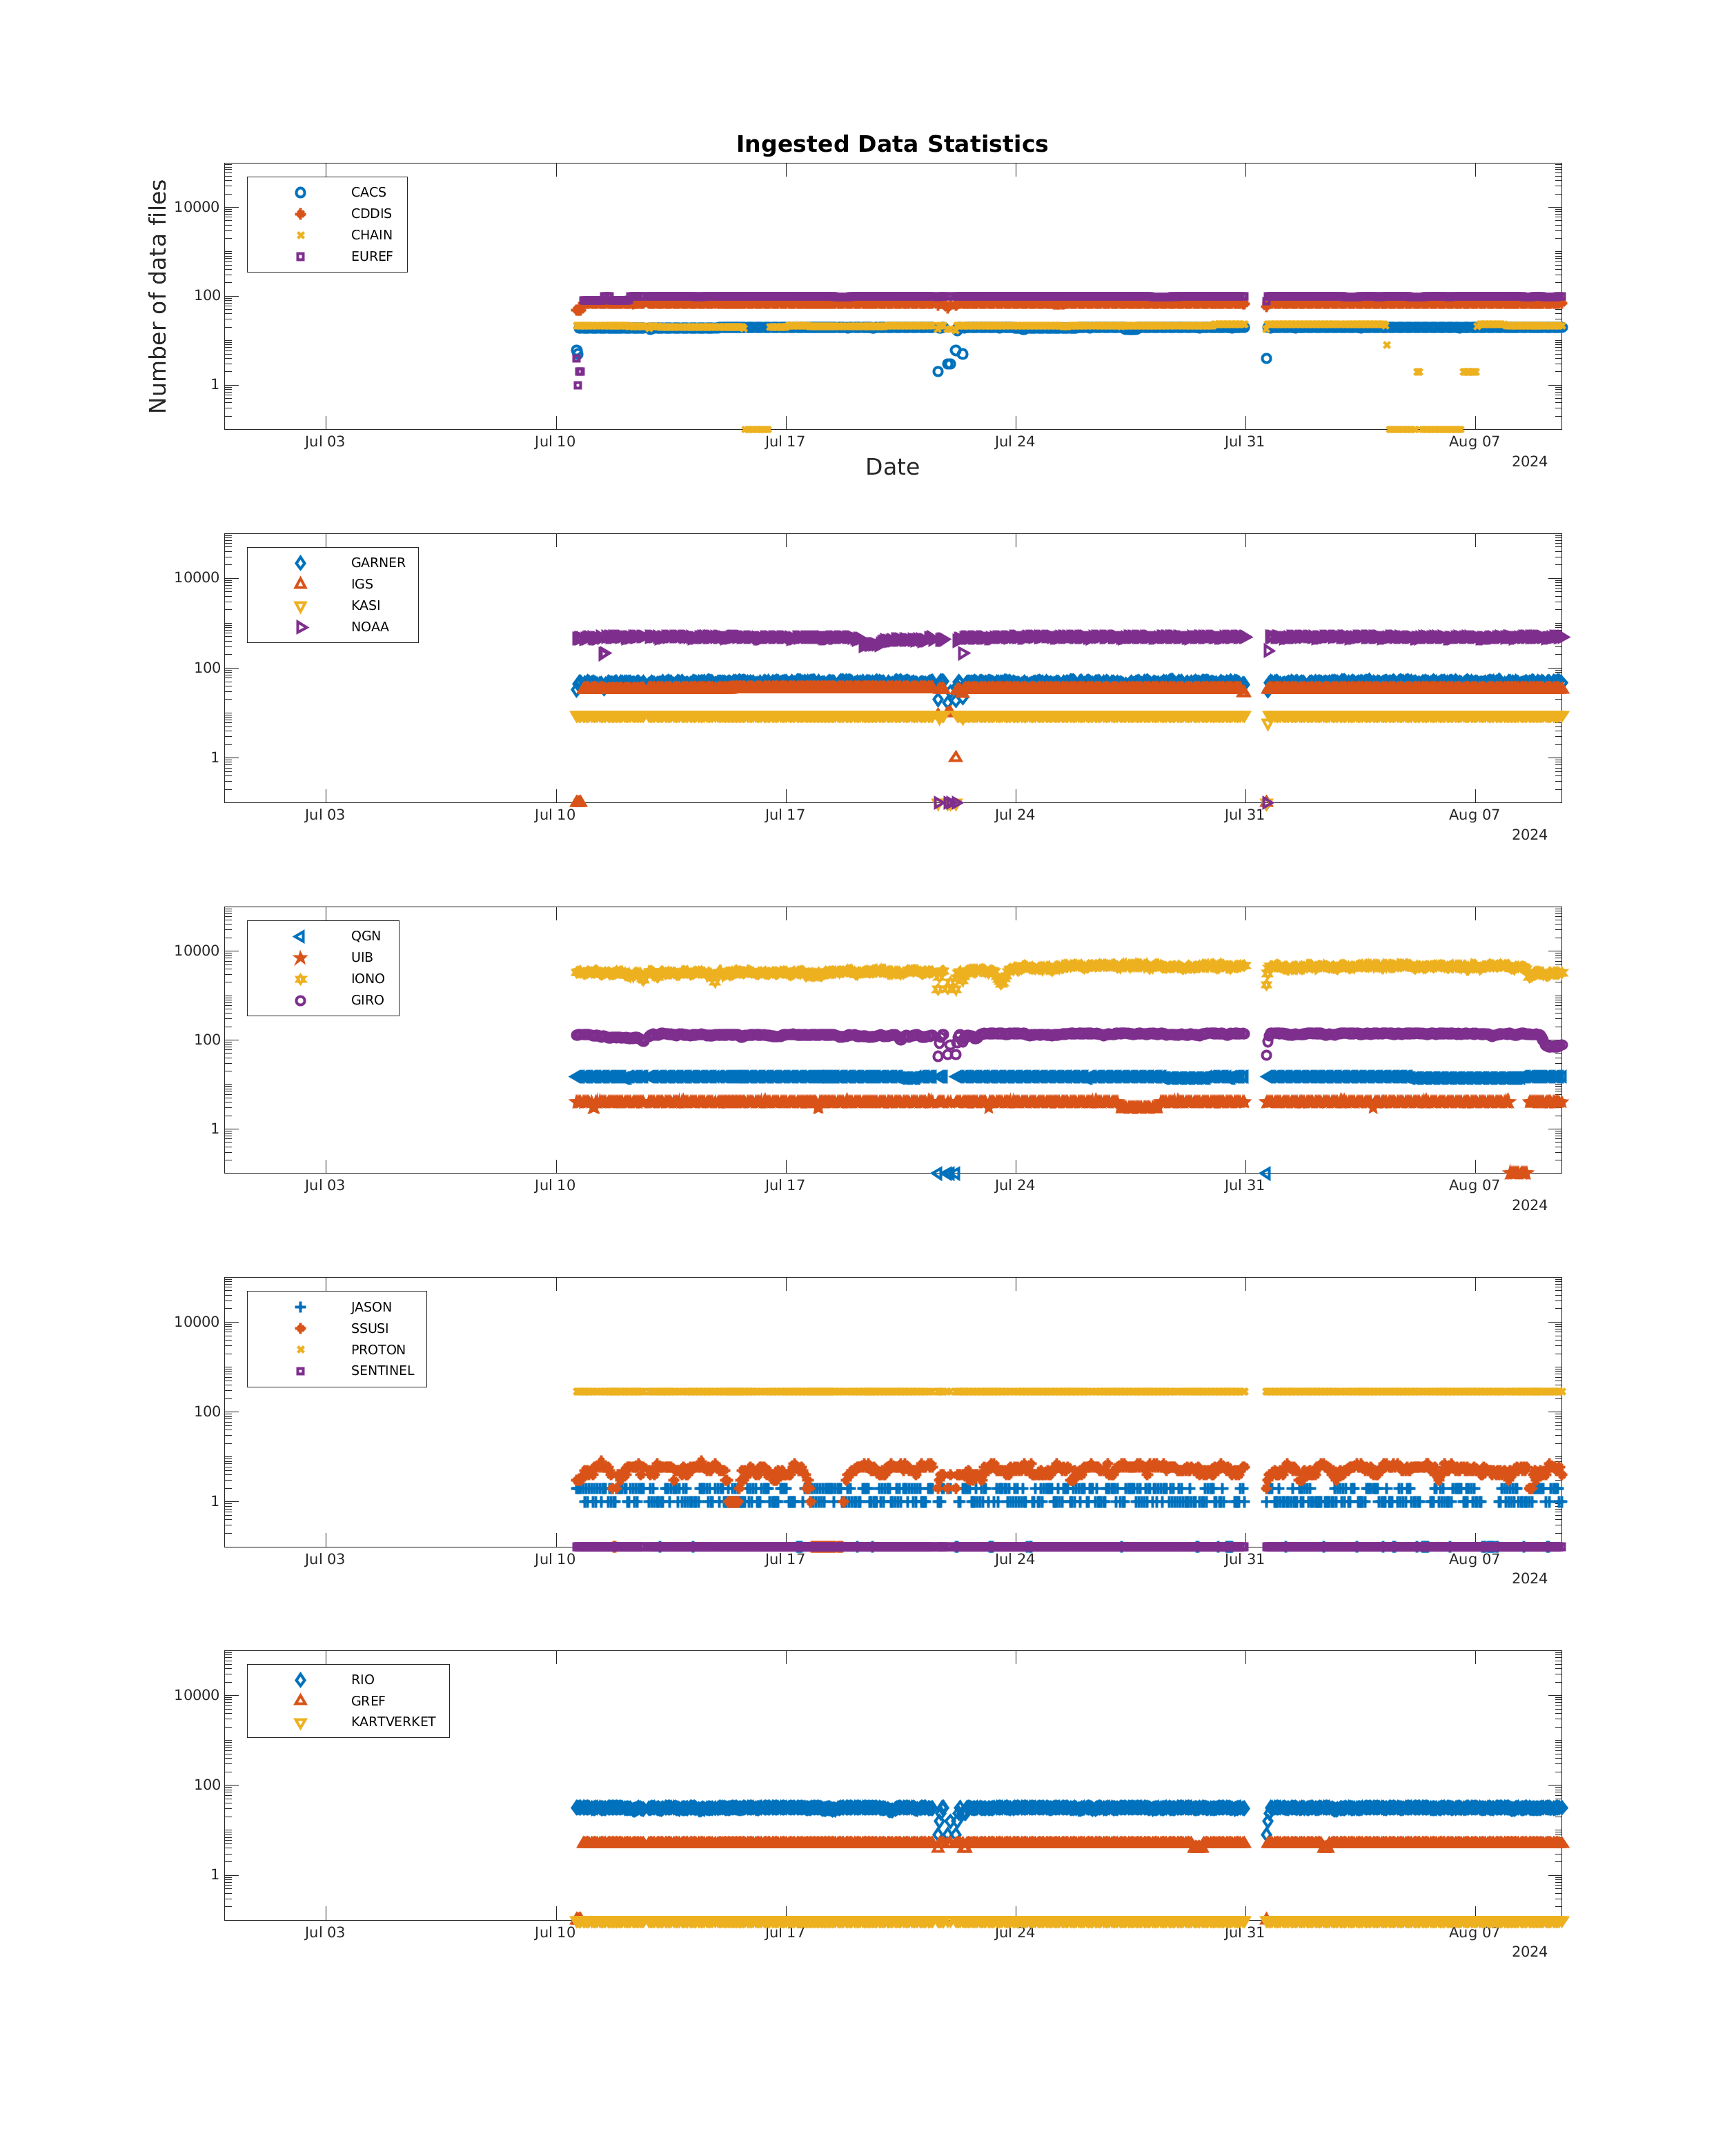 Ingested Data Statistics
Number of data files
10000
100
1
CACS
CDDIS
CHAIN
EUREF
Jul 03 Jul 10 Jul 17 Jul 24 Jul 31 Aug 07
2024
Date
10000
100
1
GARNER
IGS
KASI
NOAA
Jul 03 Jul 10 Jul 17 Jul 24 Jul 31 Aug 07
2024
10000
100
1
QGN
UIB
IONO
GIRO
Jul 03 Jul 10 Jul 17 Jul 24 Jul 31 Aug 07
2024
10000
100
1
JASON
SSUSI
PROTON
SENTINEL
Jul 03 Jul 10 Jul 17 Jul 24 Jul 31 Aug 07
2024
10000
100
1
RIO
GREF
KARTVERKET
Jul 03 Jul 10 Jul 17 Jul 24 Jul 31 Aug 07
2024